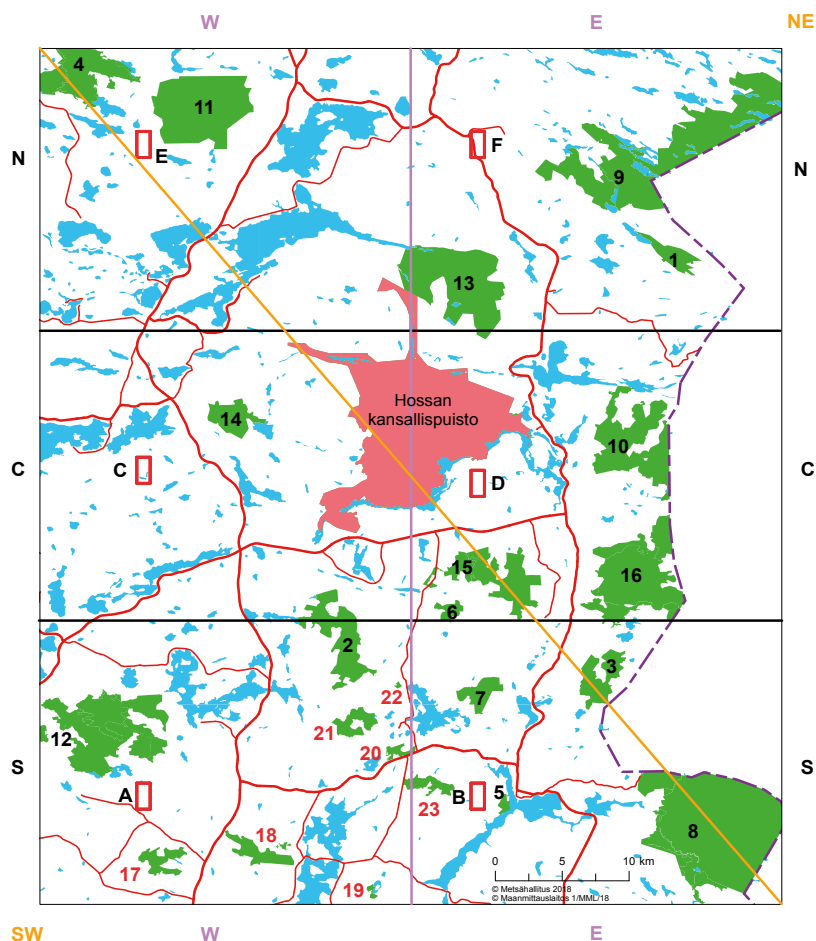 W
E
NE
4
11
E
F
N
N
9
1
13
Hossan
kansallispuisto
14
10
C
C
D
C
15
16
6
2
3
22
7
21
12
20
S
S
A
B
5
23
18
8
17
19
0
5
10 km
© Metsähallitus 2018
© Maanmittauslaitos 1/MML/18
SW
W
E